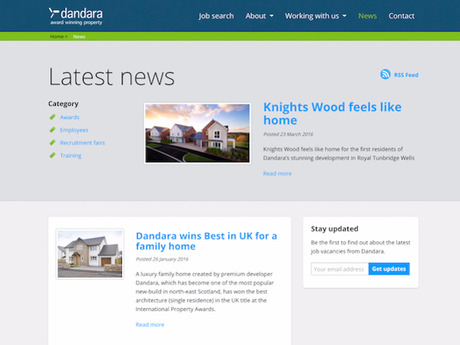 dandara
award winning property
Job search About Working with us News Contact
Home > News
Latest news
RSS Feed
Category
Awards
Employees
Recruitment fairs
Training
Knights Wood feels like
home
Posted 23 March 2016
Knights Wood feels like home for the first residents of
Dandara's stunning development in Royal Tunbridge Wells
Read more
Dandara wins Best in UK for a
family home
Posted 26 January 2016
A luxury family home created by premium developer
Dandara, which has become one of the most popular
new-build in north-east Scotland, has won the best
architecture (single residence) in the UK title at the
International Property Awards.
Read more
Stay updated
Be the first to find out about the latest
job vacancies from Dandara.
Your email address Get updates